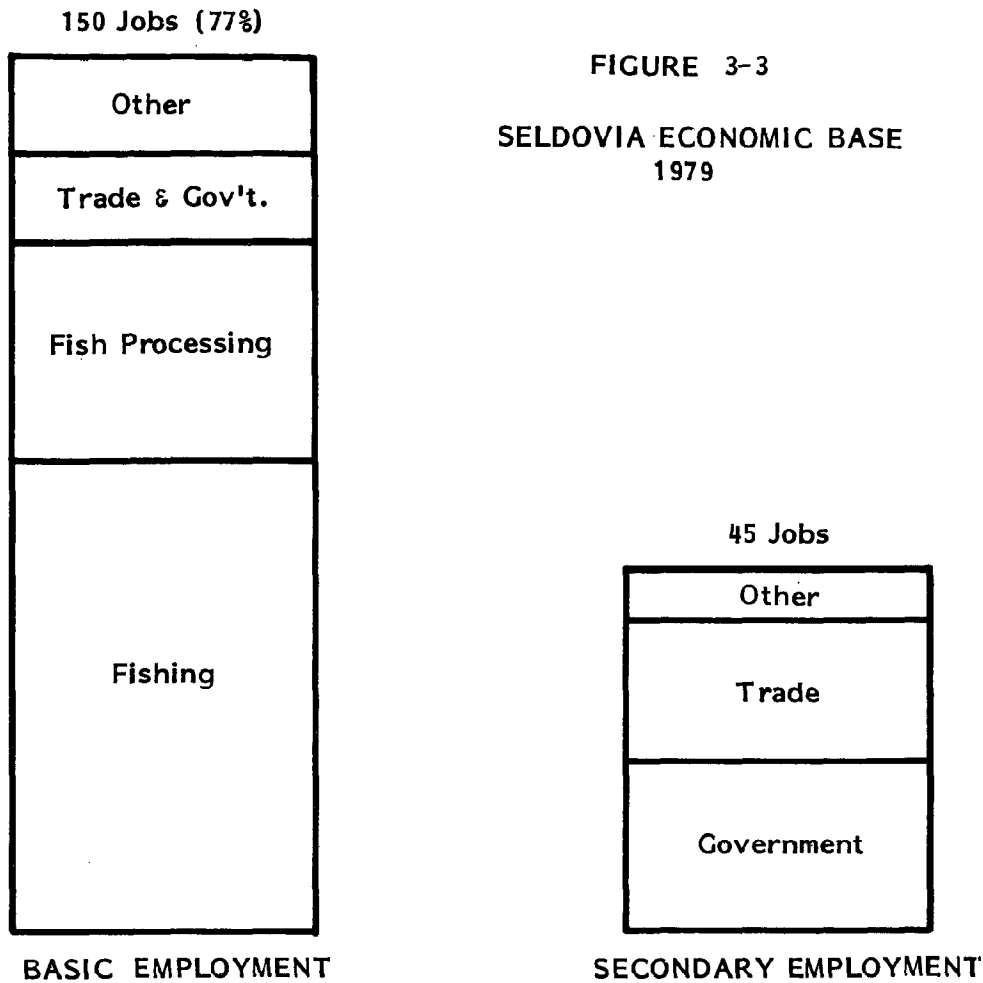 150 Jobs (77%)
Other
Trade & Gov't.
Fish Processing
Fishing
BASIC EMPLOYMENT
FIGURE 3-3
SELDOVIA ECONOMIC BASE
1979
45 Jobs
Other
Trade
Government
SECONDARY EMPLOYMENT